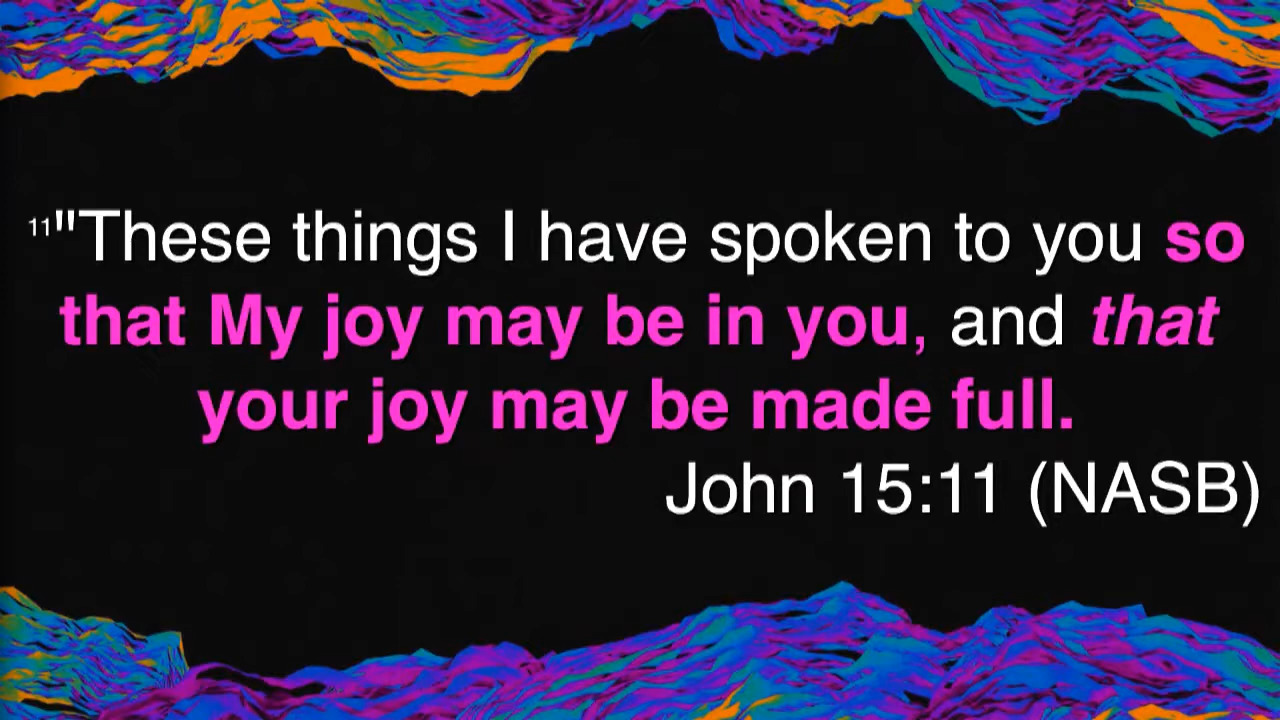 11"These things I have spoken to you so
that My joy may be in you, and that
your joy may be made full.
John 15:11 (NASB)